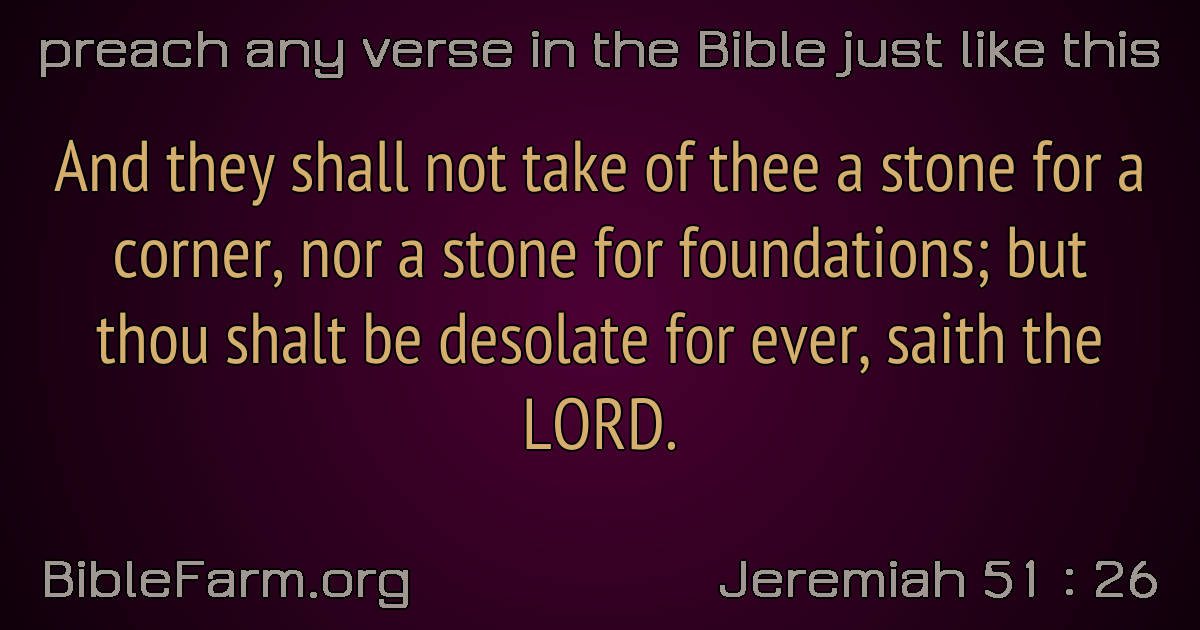 preach any verse in the Bible just like this
And they shall not take of thee a stone for a
corner, nor a stone for foundations; but
thou shalt be desolate for ever, saith the
LORD.
BibleFarm.org
Jeremiah 51 : 26